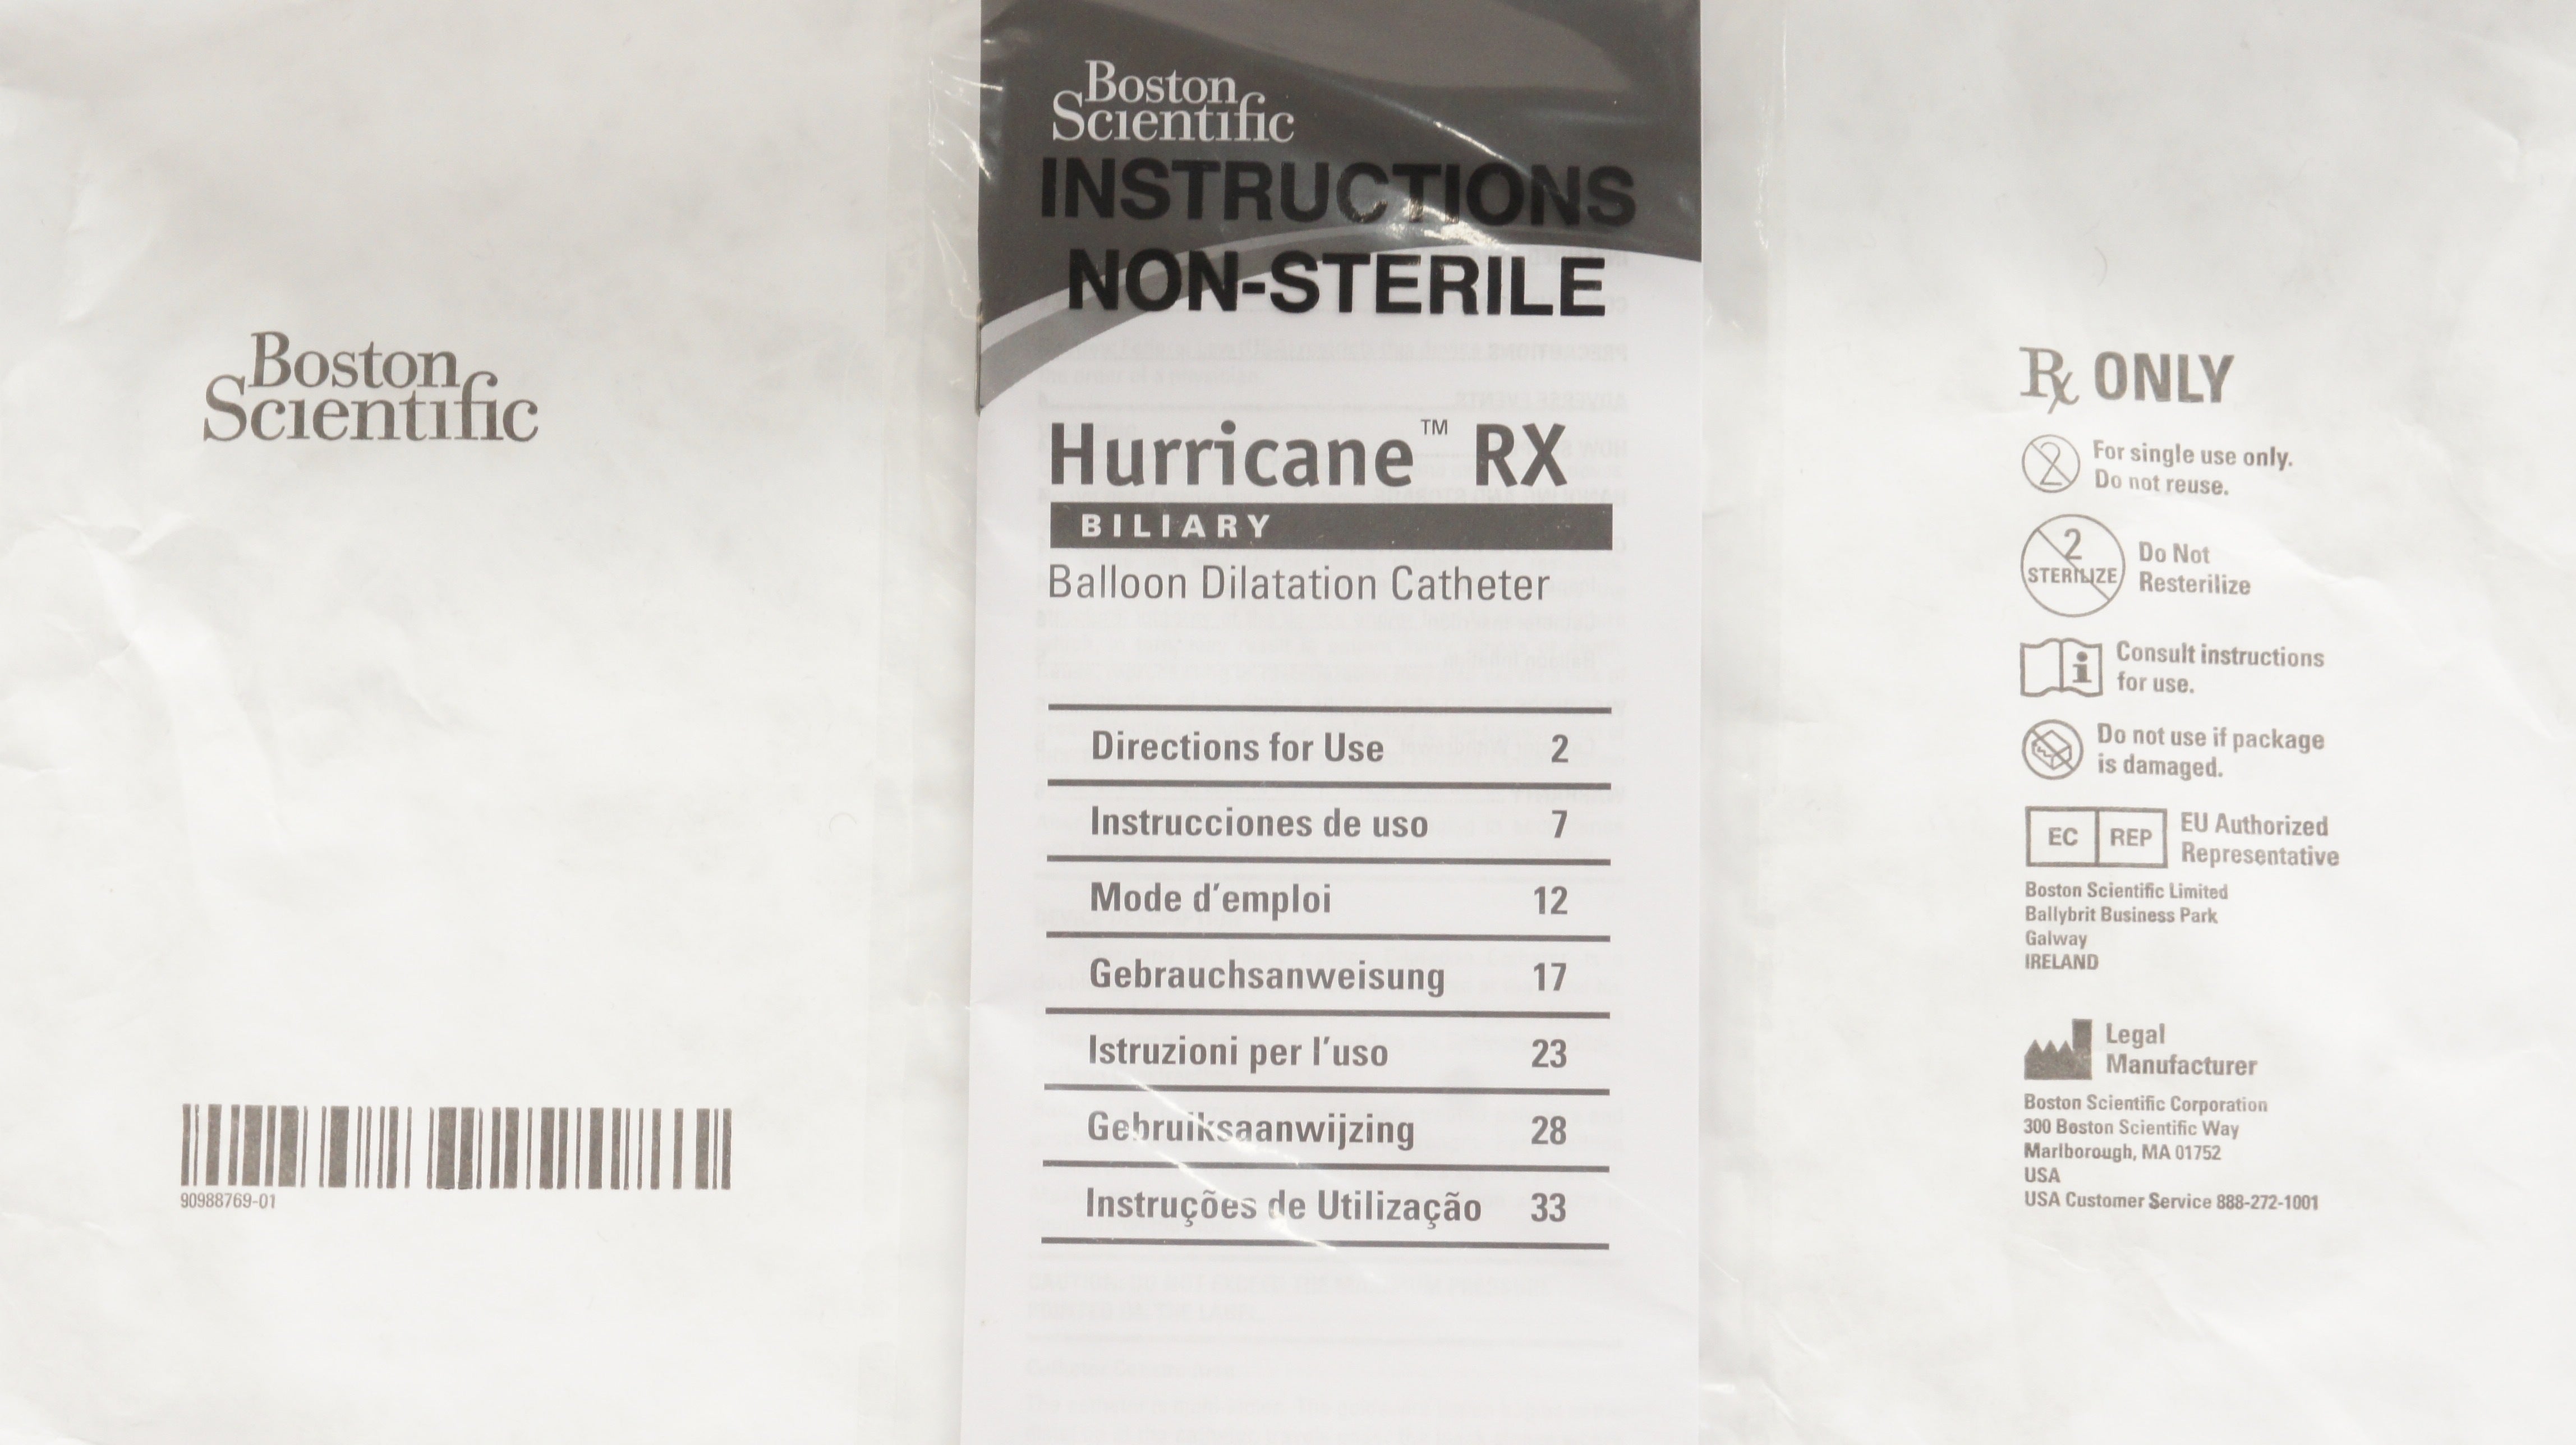 Boston
Scientific
90988769-01
Boston
Scientific
INSTRUCTIONS
NON-STERILE
Hurricane™ RX
BILIARY
Balloon Dilatation Catheter
Directions for Use 2
Instrucciones de uso 7
Mode d'emploi 12
Gebrauchsanweisung 17
Istruzioni per l'uso 23
Gebruiksaanwijzing 28
Instruções de Utilização 33
Rx ONLY
2
For single use only.
Do not reuse.
2
STERILIZE
Do Not
Resterilize
i
Consult instructions
for use.
Do not use if package
is damaged.
EC REP
EU Authorized
Representative
Boston Scientific Limited
Ballybrit Business Park
Galway
IRELAND
Legal
Manufacturer
Boston Scientific Corporation
300 Boston Scientific Way
Marlborough, MA 01752
USA
USA Customer Service 888-272-1001